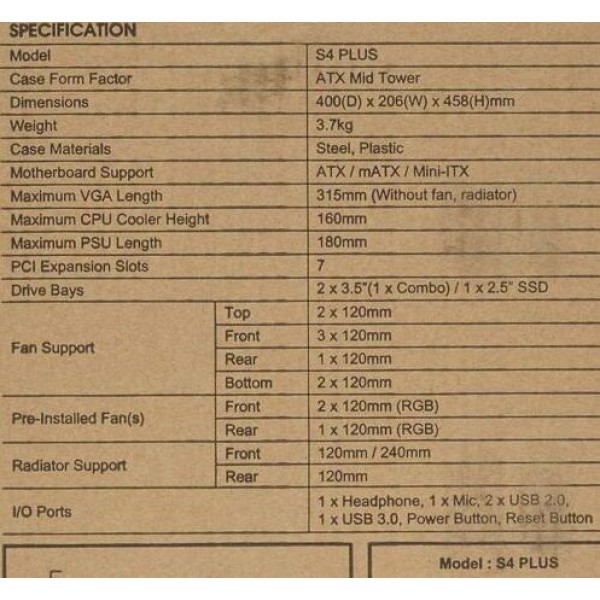 SPECIFICATION
Model S4 PLUS
Case Form Factor ATX Mid Tower
Dimensions 400(D) x 206(W) x 458(H)mm
Weight 3.7kg
Case Materials Steel, Plastic
Motherboard Support ATX / mATX / Mini-ITX
Maximum VGA Length 315mm (Without fan, radiator)
Maximum CPU Cooler Height 160mm
Maximum PSU Length 180mm
PCI Expansion Slots 7
Drive Bays 2 x 3.5"(1 x Combo) / 1 x 2.5" SSD
Fan Support
Top 2 x 120mm
Front 3 x 120mm
Rear 1 x 120mm
Bottom 2 x 120mm
Pre-Installed Fan(s)
Front 2 x 120mm (RGB)
Rear 1 x 120mm (RGB)
Radiator Support
Front 120mm / 240mm
Rear 120mm
I/O Ports
1 x Headphone, 1 x Mic, 2 x USB 2.0,
1 x USB 3.0, Power Button, Reset Button
Model : S4 PLUS